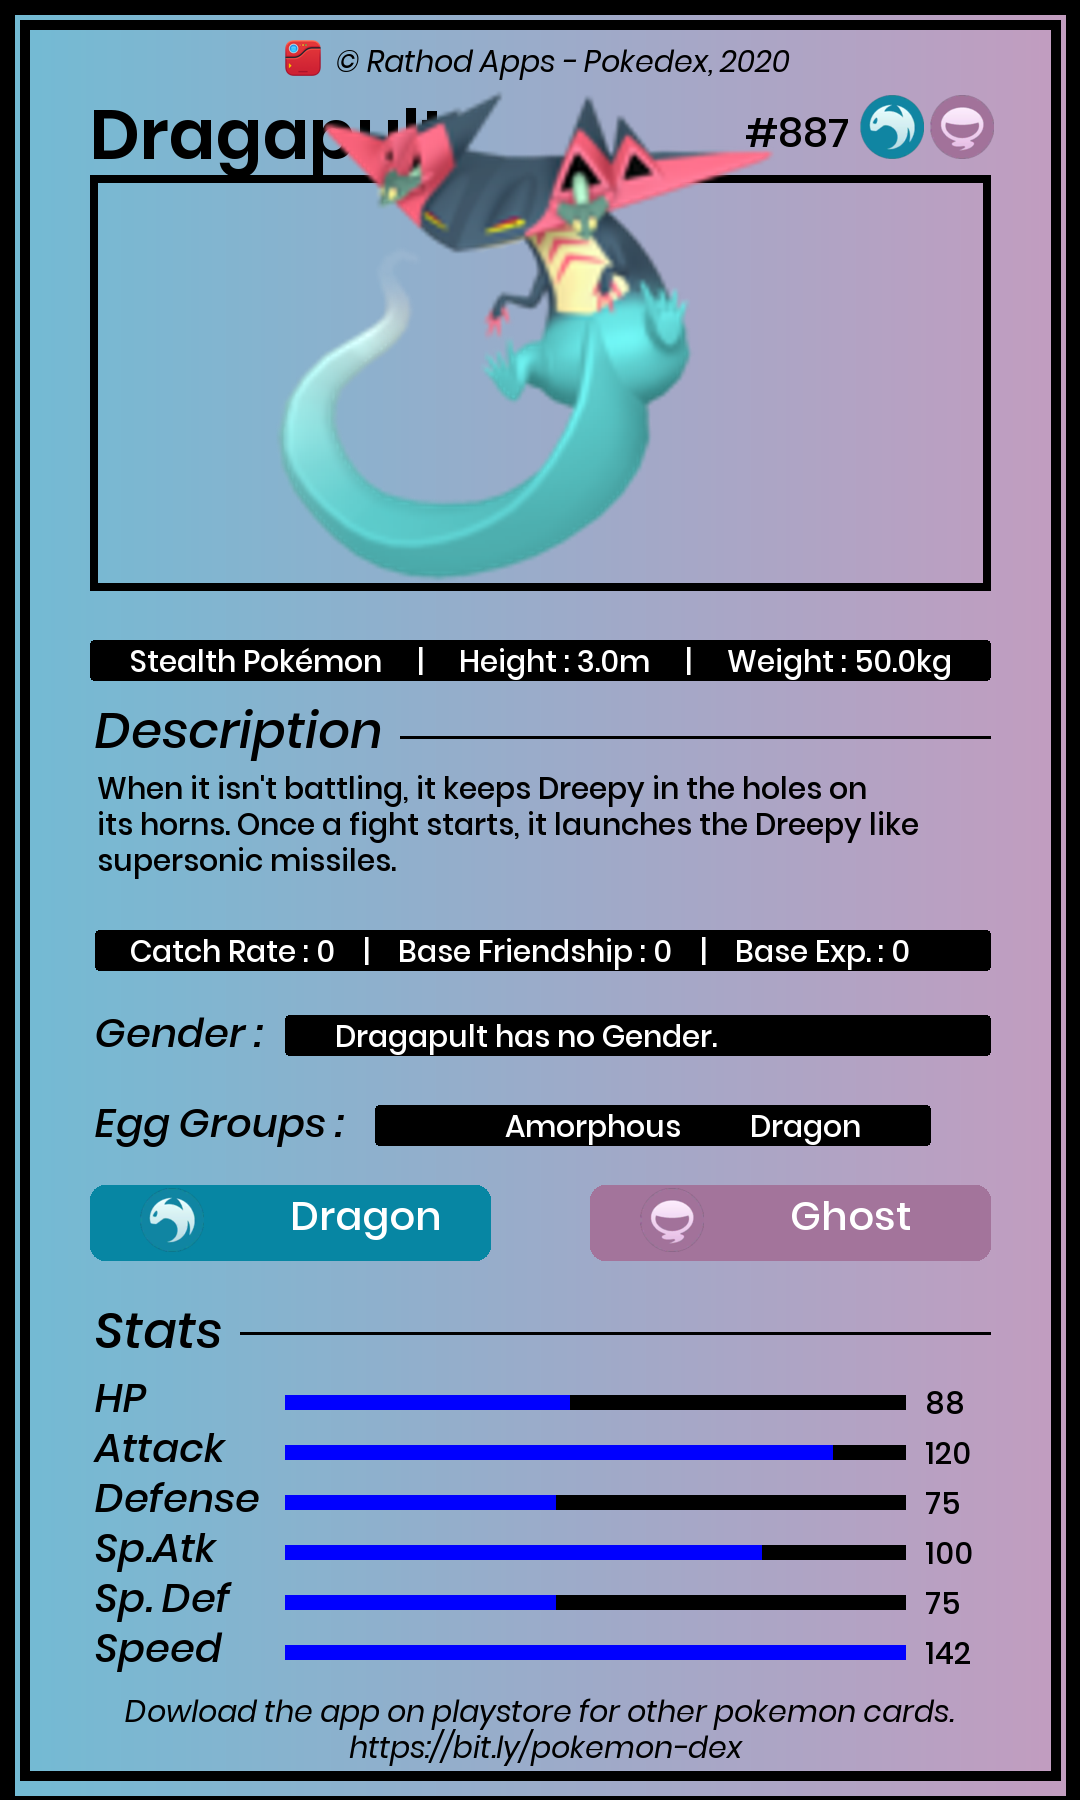 © Rathod Apps - Pokedex, 2020
Dragapult #887
Stealth Pokémon | Height : 3.0m | Weight : 50.0kg
Description
When it isn't battling, it keeps Dreepy in the holes on
its horns. Once a fight starts, it launches the Dreepy like
supersonic missiles.
Catch Rate : 0 | Base Friendship : 0 | Base Exp. : 0
Gender : Dragapult has no Gender.
Egg Groups : Amorphous Dragon
Dragon Ghost
Stats
HP 88
Attack 120
Defense 75
Sp.Atk 100
Sp. Def 75
Speed 142
Dowload the app on playstore for other pokemon cards.
https://bit.ly/pokemon-dex